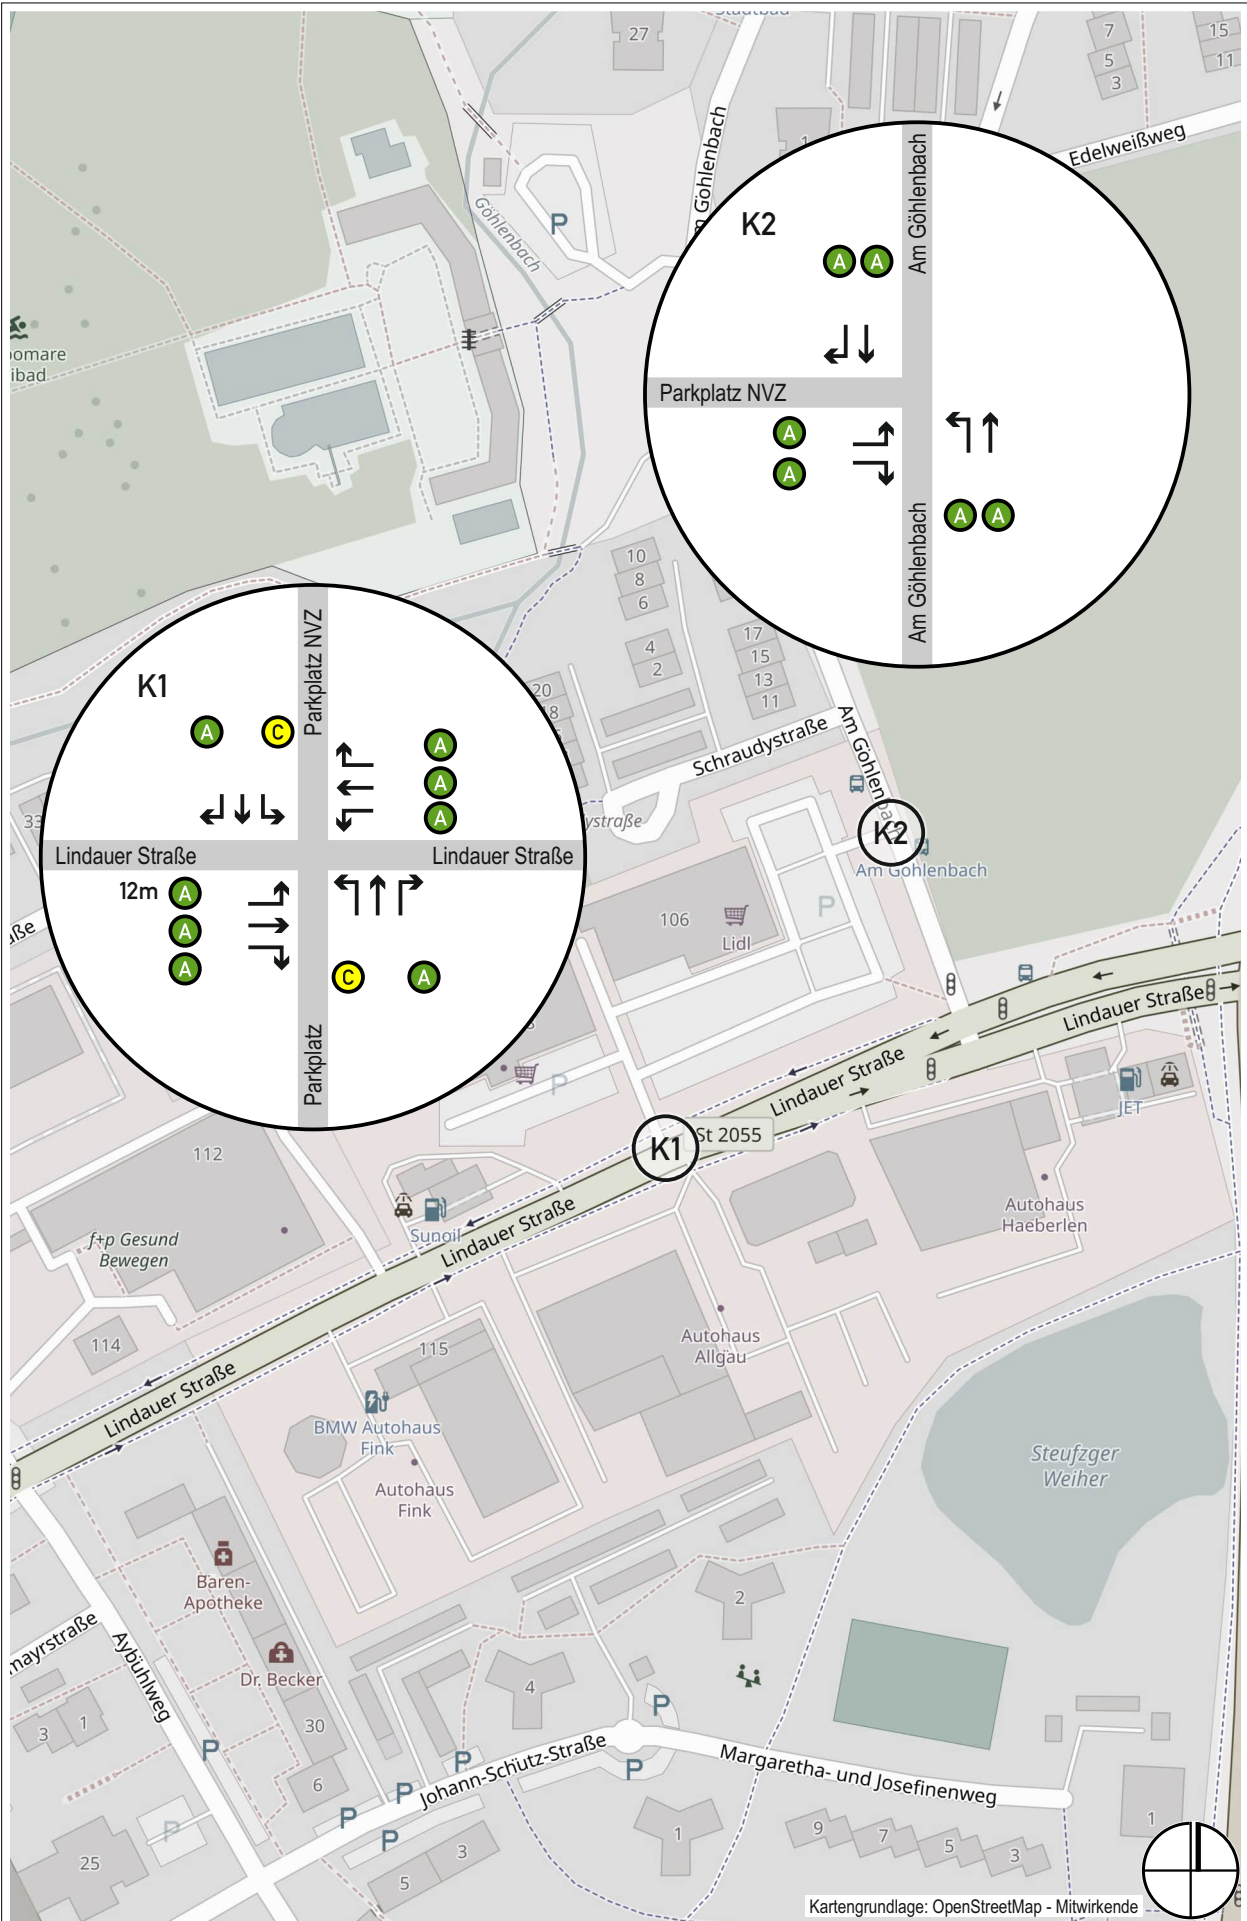 Stadtbad
27
7
5
3
15
11
1
Edelweißweg
Am Göhlenbach
Göhlenbach
P
K2
Am Göhlenbach
A
A
Parkplatz NVZ
A
A
A
A
Am Göhlenbach
ibad
10
8
6
4
2
17
15
13
11
20
18
Schraudystraße
Am Göhlenbach
K1
Parkplatz NVZ
A
C
A
A
A
33
Lindauer Straße
Lindauer Straße
12m
A
A
A
C
A
Parkplatz
K2
Am Göhlenbach
106
Lidl
P
P
Lindauer Straße
Lindauer Straße
JET
K1
St 2055
112
Sunoil
Lindauer Straße
f+p Gesund
Bewegen
Autohaus
Haeberlen
114
115
Autohaus
Allgäu
Lindauer Straße
BMW Autohaus
Fink
Autohaus
Fink
Steufzger
Weiher
Bären-
Apotheke
2
mayrstraße
Aybühlweg
Dr. Becker
4
3
1
30
P
P
6
P
P
P
P
P
P
Johann-Schütz-Straße
Margaretha- und Josefinenweg
25
5
3
1
9
7
5
3
1
Kartengrundlage: OpenStreetMap - Mitwirkende